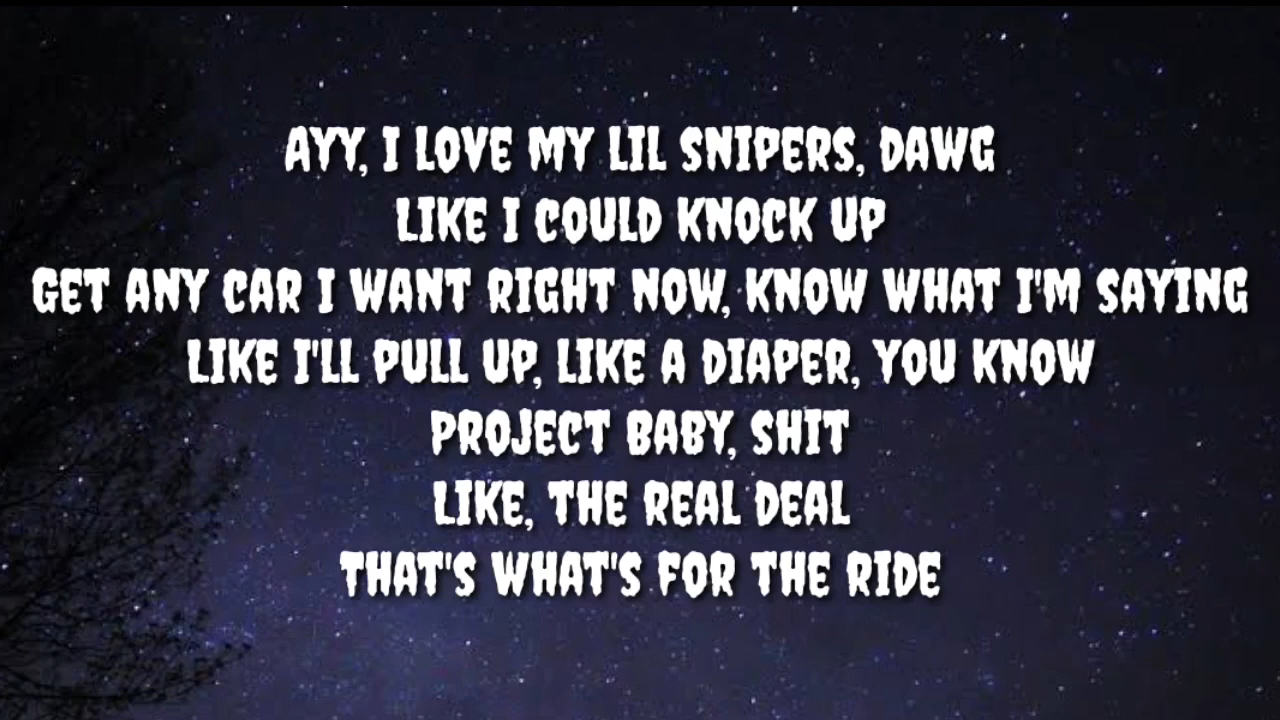 AYY, I LOVE MY LIL SNIPERS, DAWG
LIKE I COULD KNOCK UP
GET ANY CAR I WANT RIGHT NOW, KNOW WHAT I'M SAYING
LIKE I'LL PULL UP, LIKE A DIAPER, YOU KNOW
PROJECT BABY, SHIT
LIKE, THE REAL DEAL
THAT'S WHAT'S FOR THE RIDE